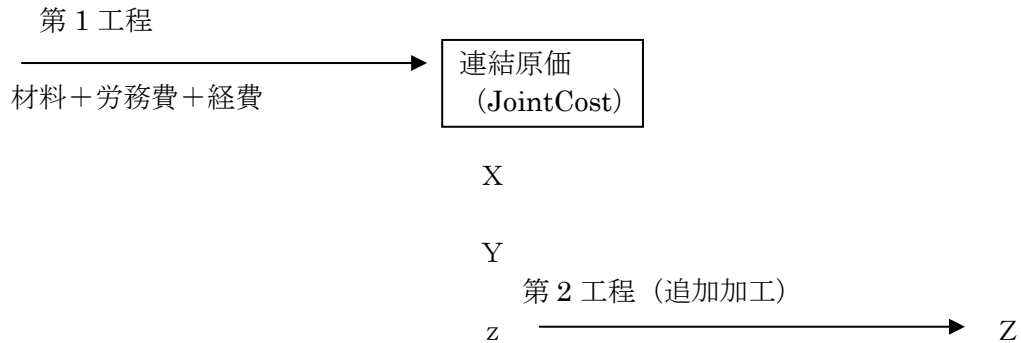 第 1 工程
連結原価
(JointCost)
材料＋労務費＋経費
X
Y
第 2 工程（追加加工）
z
Z